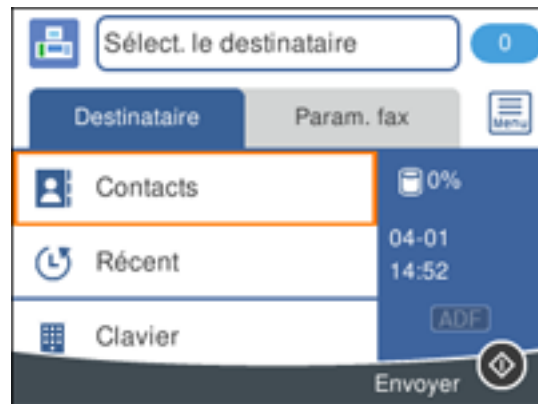 Sélect. le destinataire
0
Destinataire
Param. fax
Menu
Contacts
0%
Récent
04-01
14:52
Clavier
ADF
Envoyer